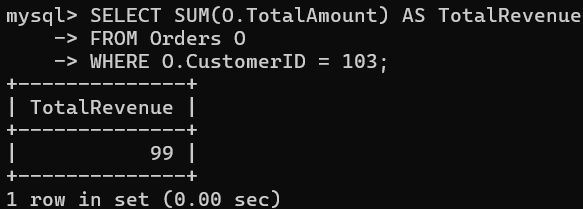 mysql> SELECT SUM(O.TotalAmount) AS TotalRevenue
    -> FROM Orders O
    -> WHERE O.CustomerID = 103;
+--------------+
| TotalRevenue |
+--------------+
|           99 |
+--------------+
1 row in set (0.00 sec)